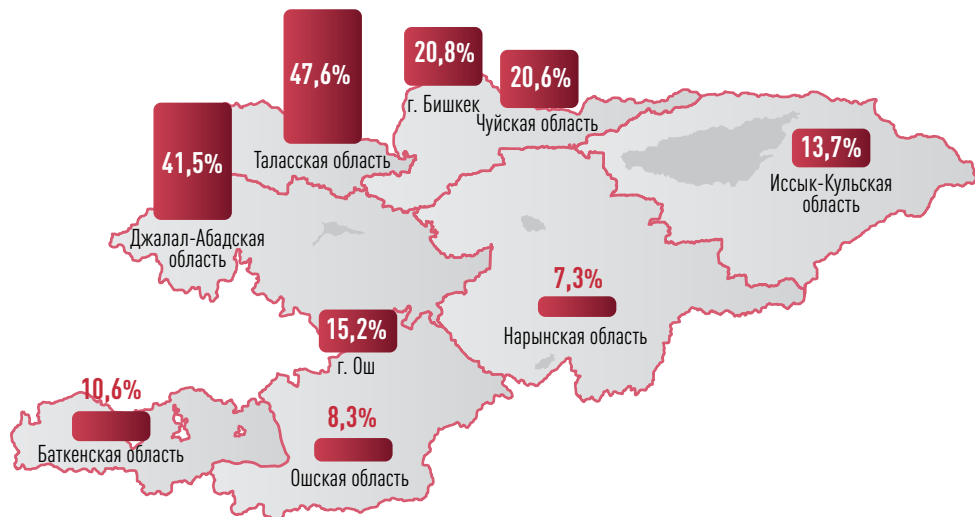 47,6%
Таласская область
20,8%
г. Бишкек
20,6%
Чуйская область
13,7%
Иссык-Кульская
область
41,5%
Джалал-Абадская
область
7,3%
Нарынская область
15,2%
г. Ош
10,6%
Баткенская область
8,3%
Ошская область